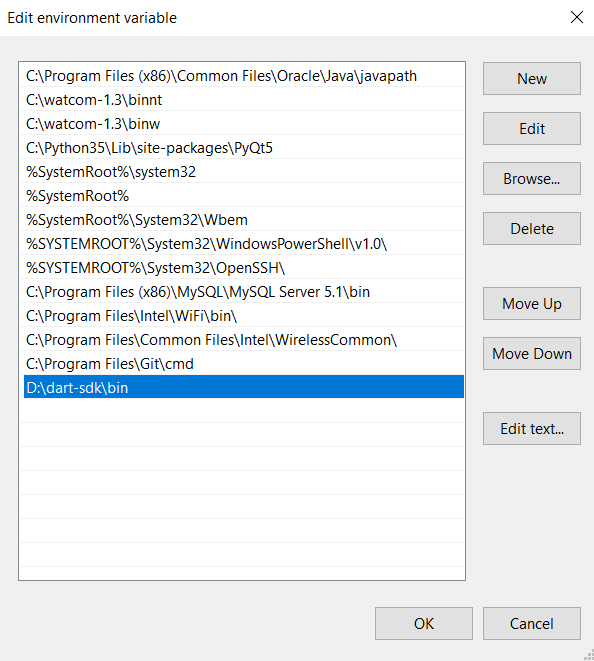 Edit environment variable
C:\Program Files (x86)\Common Files\Oracle\Java\javapath
C:\watcom-1.3\binnt
C:\watcom-1.3\binw
C:\Python35\Lib\site-packages\PyQt5
%SystemRoot%\system32
%SystemRoot%
%SystemRoot%\System32\Wbem
%SYSTEMROOT%\System32\WindowsPowerShell\v1.0\
%SYSTEMROOT%\System32\OpenSSH\
C:\Program Files (x86)\MySQL\MySQL Server 5.1\bin
C:\Program Files\Intel\WiFi\bin\
C:\Program Files\Common Files\Intel\WirelessCommon\
C:\Program Files\Git\cmd
D:\dart-sdk\bin
New
Edit
Browse...
Delete
Move Up
Move Down
Edit text...
OK
Cancel